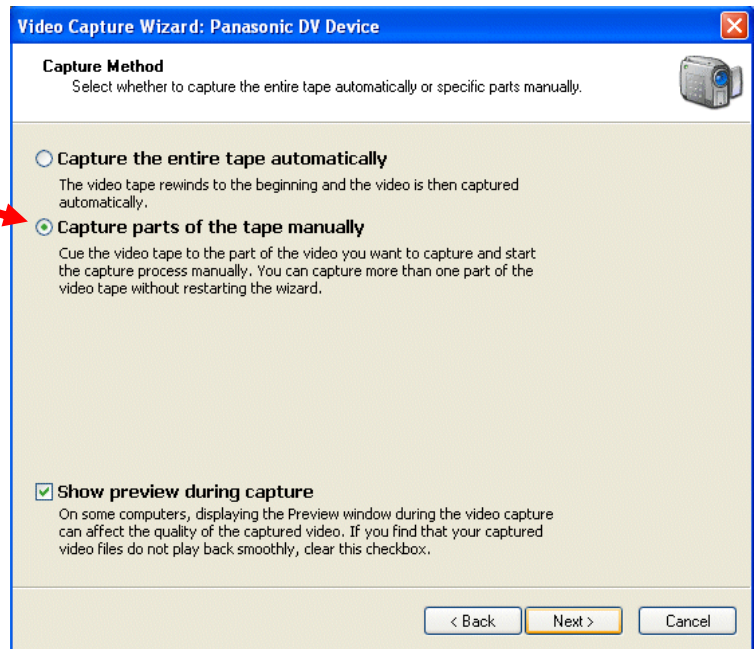 Video Capture Wizard: Panasonic DV Device
Capture Method
Select whether to capture the entire tape automatically or specific parts manually.
Capture the entire tape automatically
The video tape rewinds to the beginning and the video is then captured
automatically.
Capture parts of the tape manually
Cue the video tape to the part of the video you want to capture and start
the capture process manually. You can capture more than one part of the
video tape without restarting the wizard.
Show preview during capture
On some computers, displaying the Preview window during the video capture
can affect the quality of the captured video. If you find that your captured
video files do not play back smoothly, clear this checkbox.
< Back Next > Cancel